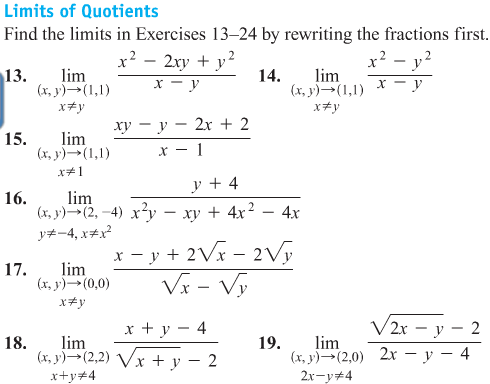 Limits of Quotients
Find the limits in Exercises 13–24 by rewriting the fractions first.
13. lim (x, y)→(1,1) x≠y (x² − 2xy + y²)/(x − y)
14. lim (x, y)→(1,1) x≠y (x² − y²)/(x − y)
15. lim (x, y)→(1,1) x≠1 (xy − y − 2x + 2)/(x − 1)
16. lim (x, y)→(2, −4) y≠−4, x≠x² (y + 4)/(x²y − xy + 4x² − 4x)
17. lim (x, y)→(0,0) x≠y (x − y + 2√x − 2√y)/(√x − √y)
18. lim (x, y)→(2,2) x+y≠4 (x + y − 4)/(√(x + y) − 2)
19. lim (x, y)→(2,0) 2x−y≠4 (√(2x − y) − 2)/(2x − y − 4)